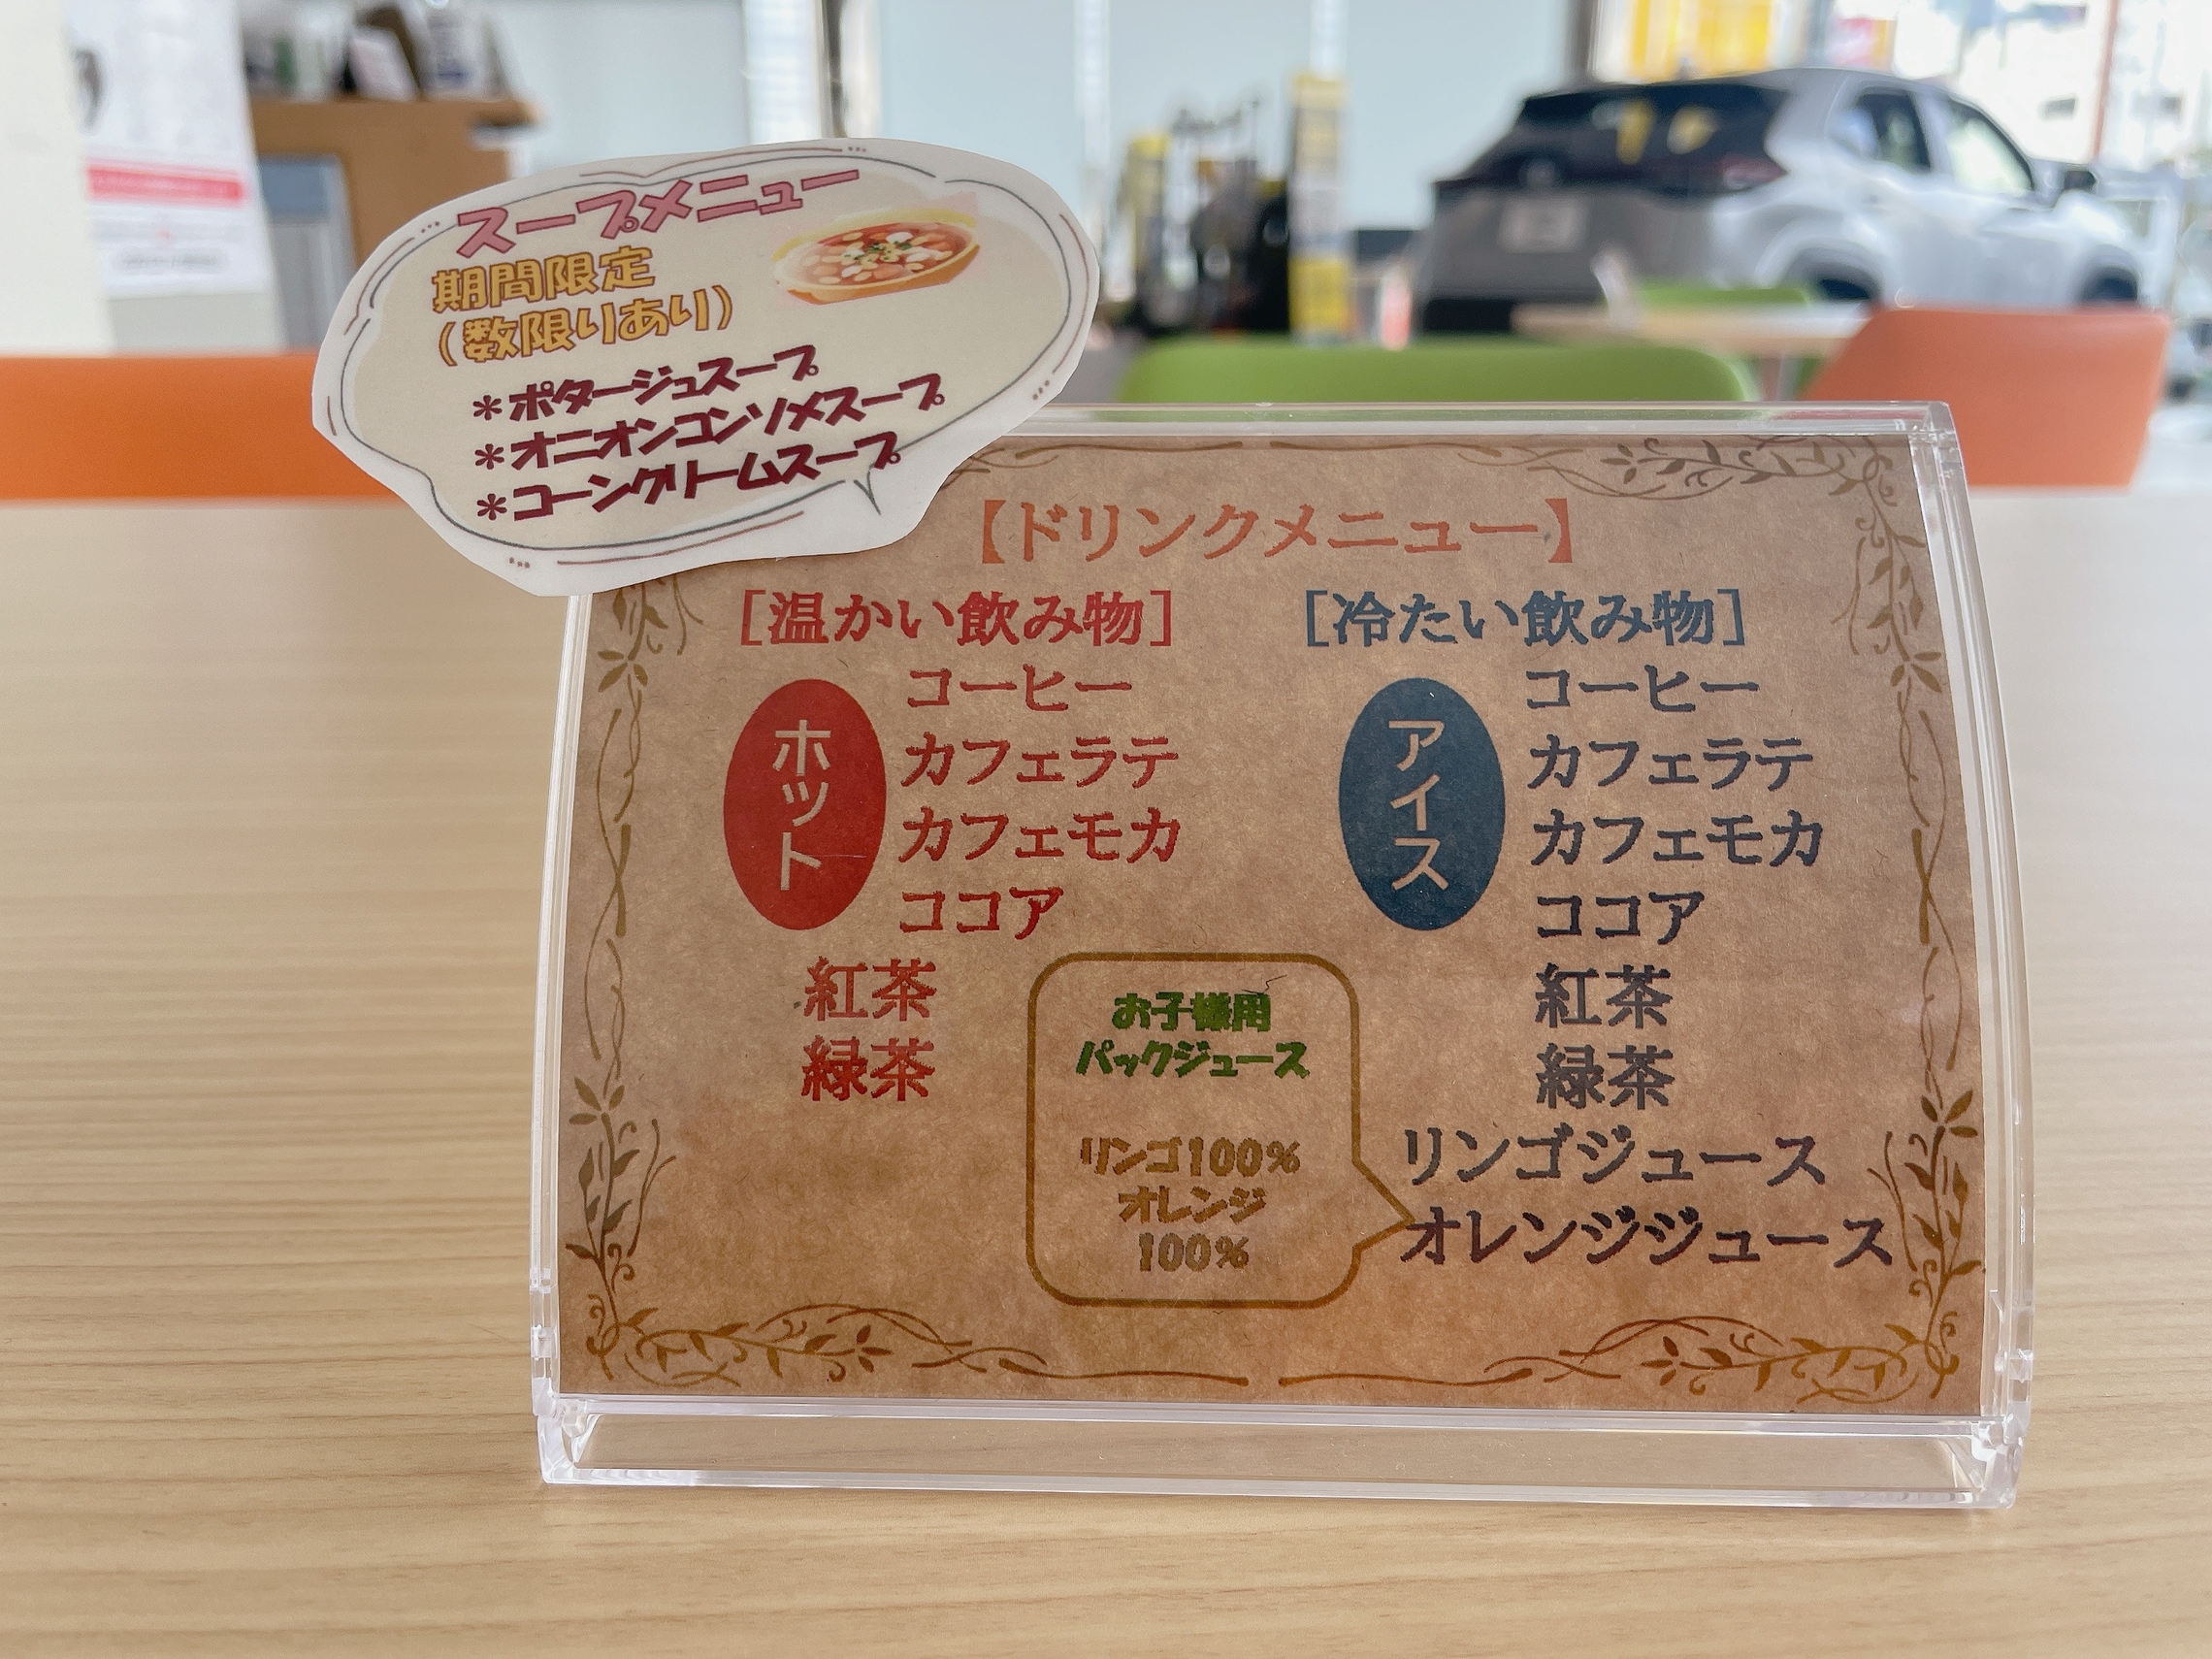 スープメニュー
期間限定
(数限りあり)
*ポタージュスープ
*オニオンコンソメスープ
*コーンクリームスープ
【ドリンクメニュー】
[温かい飲み物]
ホット
コーヒー
カフェラテ
カフェモカ
ココア
紅茶
緑茶
[冷たい飲み物]
アイス
コーヒー
カフェラテ
カフェモカ
ココア
紅茶
緑茶
リンゴジュース
オレンジジュース
お子様用
パックジュース
リンゴ100%
オレンジ
100%